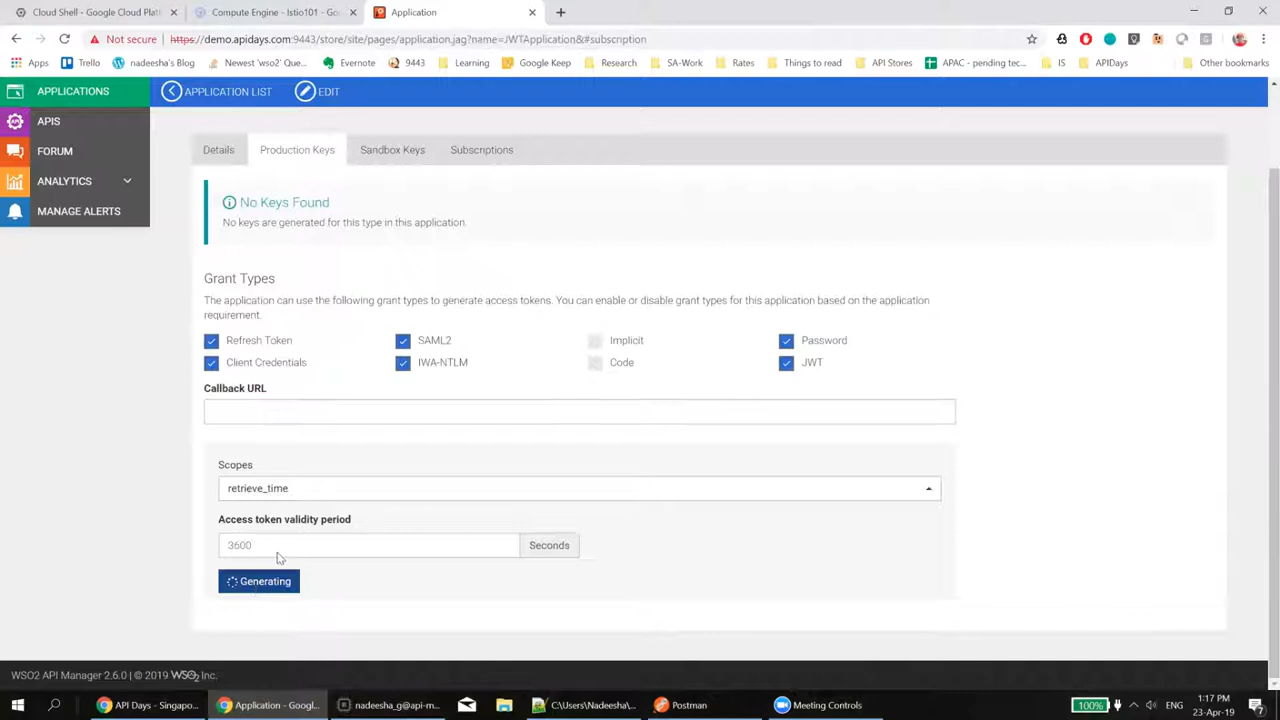 Cloud Shell - Google Cloud Platf
Compute Engine - Istio101 - Goo
Application
Not secure
https://demo.apidays.com:9443/store/site/pages/application.jag?name=JWTApplication&#subscription
Apps
Trello
nadeesha's Blog
Newest 'wso2' Que...
Evernote
9443
Learning
Google Keep
Research
SA-Work
Rates
Things to read
API Stores
APAC - pending tec...
IS
APIDays
Other bookmarks
APPLICATIONS
APPLICATION LIST
EDIT
APIS
FORUM
ANALYTICS
MANAGE ALERTS
Details
Production Keys
Sandbox Keys
Subscriptions
No Keys Found
No keys are generated for this type in this application.
Grant Types
The application can use the following grant types to generate access tokens. You can enable or disable grant types for this application based on the application
requirement.
Refresh Token
SAML2
Implicit
Password
Client Credentials
IWA-NTLM
Code
JWT
Callback URL
Scopes
retrieve_time
Access token validity period
3600
Seconds
Generating
WSO2 API Manager 2.6.0 | © 2019 WSO2 Inc.
API Days - Singapo...
Application - Googl...
nadeesha_g@api-m...
C:\Users\Nadeesha\...
Postman
Meeting Controls
100%
ENG
1:17 PM
23-Apr-19
7